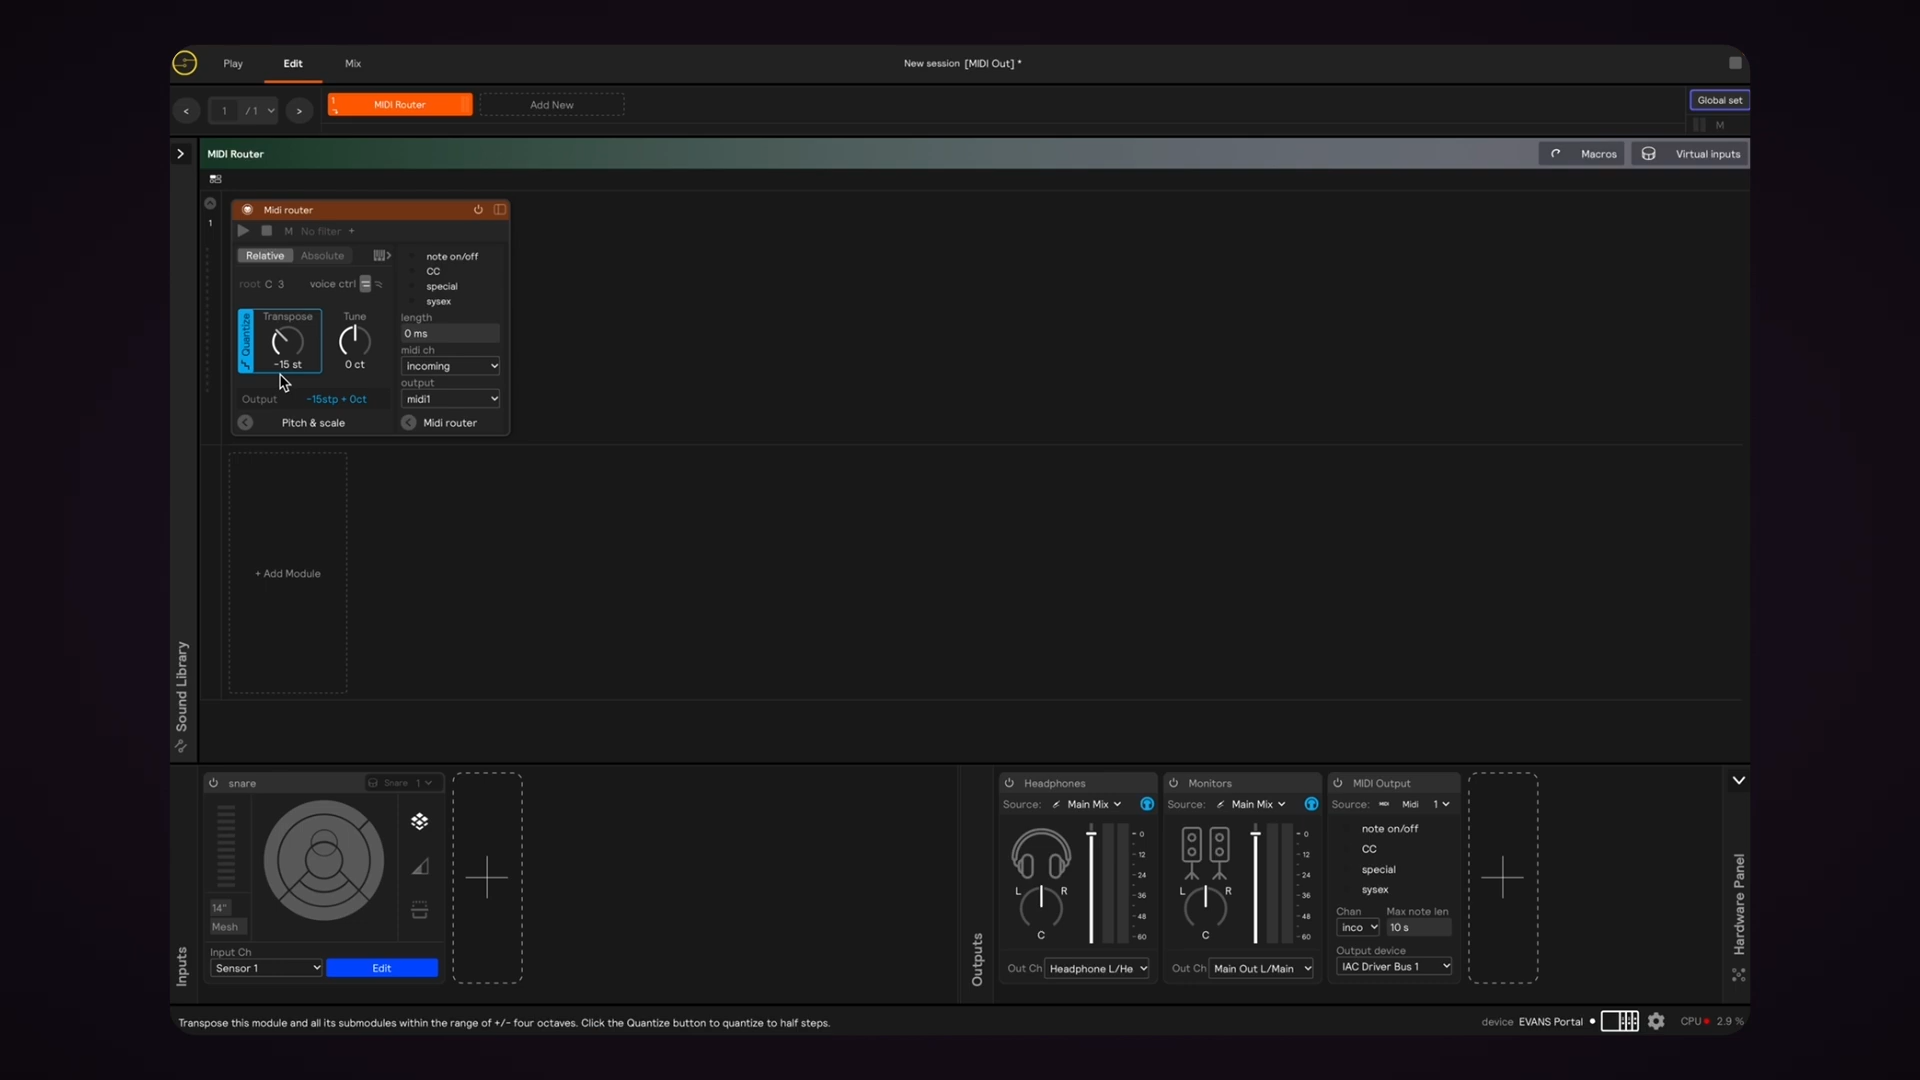 Play Edit Mix New session [MIDI Out] *
< 1 / 1 > 1 MIDI Router Add New Global set
M
MIDI Router Macros Virtual inputs
1
Midi router
M No filter +
Relative Absolute
root C 3 voice ctrl
Quantize
Transpose Tune
-15 st 0 ct
Output -15stp + 0ct
Pitch & scale
note on/off
CC
special
sysex
length
0 ms
midi ch
incoming
output
midi1
Midi router
+ Add Module
Sound Library
Inputs
snare Snare 1
14"
Mesh
Input Ch
Sensor 1 Edit
Outputs
Headphones
Source: Main Mix
0
12
24
36
48
60
L R
C
Out Ch Headphone L/He
Monitors
Source: Main Mix
0
12
24
36
48
60
L R
C
Out Ch Main Out L/Main
MIDI Output
Source: Midi 1
note on/off
CC
special
sysex
Chan Max note len
inco 10 s
Output device
IAC Driver Bus 1
Hardware Panel
Transpose this module and all its submodules within the range of +/- four octaves. Click the Quantize button to quantize to half steps.
device EVANS Portal CPU 2.9 %